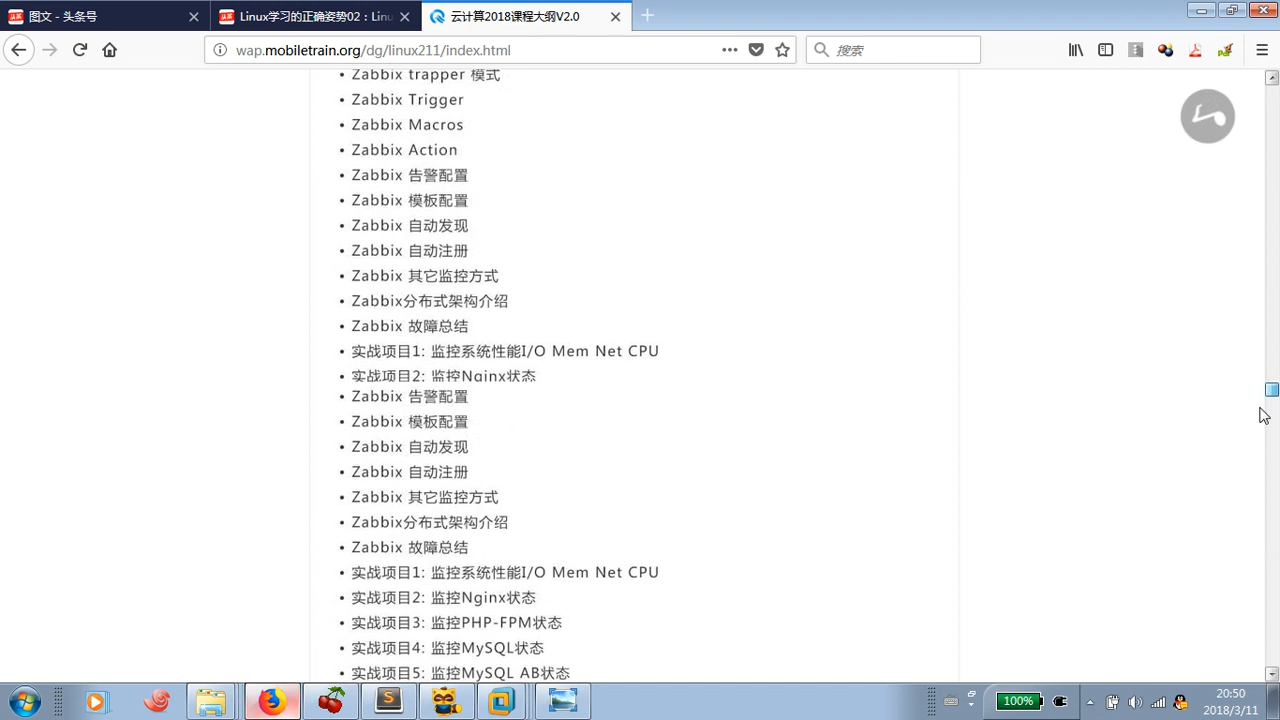 图文 - 头条号
Linux学习的正确姿势02：Linu
云计算2018课程大纲V2.0
wap.mobiletrain.org/dg/linux211/index.html
搜索
• Zabbix trapper 模式
• Zabbix Trigger
• Zabbix Macros
• Zabbix Action
• Zabbix 告警配置
• Zabbix 模板配置
• Zabbix 自动发现
• Zabbix 自动注册
• Zabbix 其它监控方式
• Zabbix分布式架构介绍
• Zabbix 故障总结
• 实战项目1: 监控系统性能I/O Mem Net CPU
• 实战项目2: 监控Nginx状态
• Zabbix 告警配置
• Zabbix 模板配置
• Zabbix 自动发现
• Zabbix 自动注册
• Zabbix 其它监控方式
• Zabbix分布式架构介绍
• Zabbix 故障总结
• 实战项目1: 监控系统性能I/O Mem Net CPU
• 实战项目2: 监控Nginx状态
• 实战项目3: 监控PHP-FPM状态
• 实战项目4: 监控MySQL状态
• 实战项目5: 监控MySQL AB状态
100%
20:50
2018/3/11